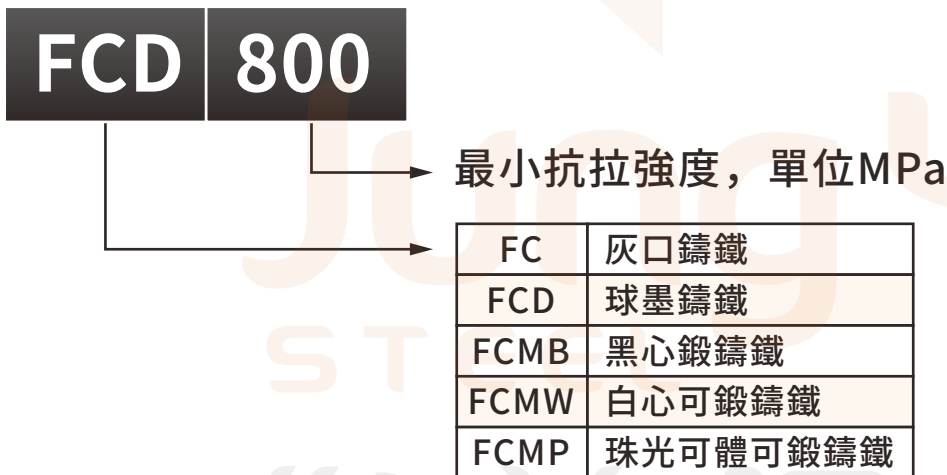 FCD 800
最小抗拉強度，單位MPa
FC 灰口鑄鐵
FCD 球墨鑄鐵
FCMB 黑心鍛鑄鐵
FCMW 白心可鍛鑄鐵
FCMP 珠光可體可鍛鑄鐵
Jung
STEEL